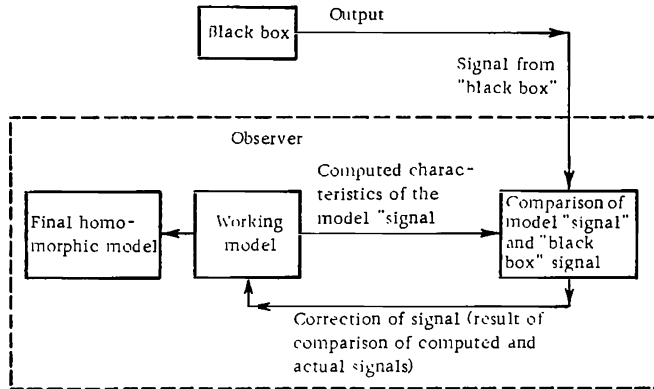 Output
Black box
Signal from
"black box"
Observer
Computed charac-
teristics of the
model "signal
Final homo-
morphic model
Working
model
Comparison of
model "signal"
and "black
box" signal
Correction of signal (result of
comparison of computed and
actual signals)